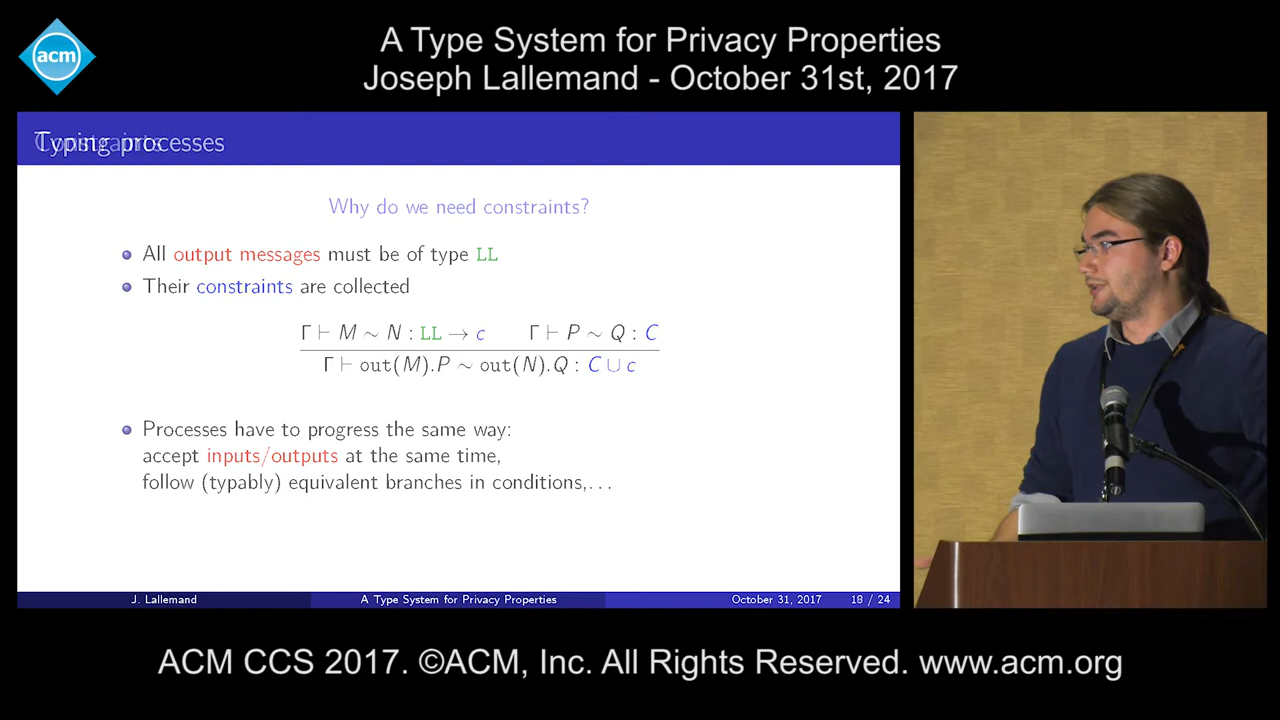 acm
A Type System for Privacy Properties
Joseph Lallemand - October 31st, 2017
Typing processes
Why do we need constraints?
All output messages must be of type LL
Their constraints are collected
Γ ⊢ M ∼ N : LL → c Γ ⊢ P ∼ Q : C
Γ ⊢ out(M).P ∼ out(N).Q : C ∪ c
Processes have to progress the same way:
accept inputs/outputs at the same time,
follow (typably) equivalent branches in conditions,...
J. Lallemand A Type System for Privacy Properties October 31, 2017 18 / 24
ACM CCS 2017. ©ACM, Inc. All Rights Reserved. www.acm.org